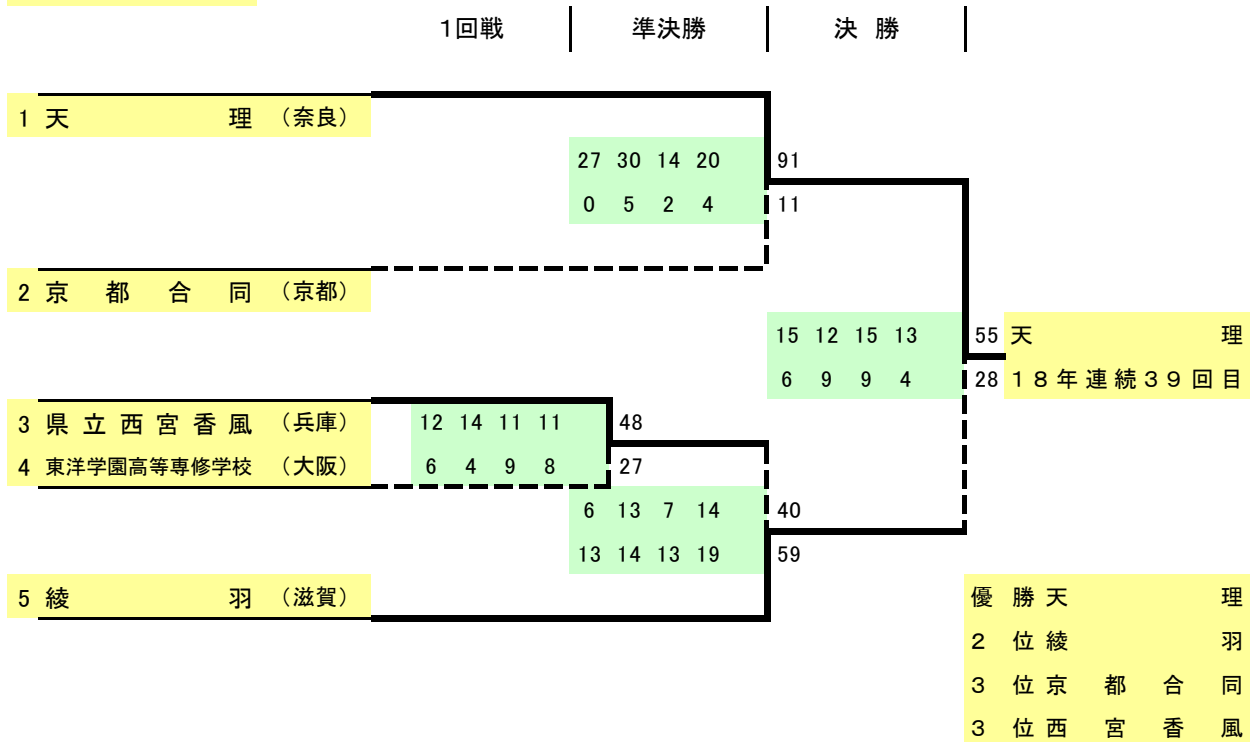 1回戦 準決勝 決 勝
1 天 理 （奈良）
27 30 14 20 91
0 5 2 4 11
2 京 都 合 同 （京都）
15 12 15 13 55 天 理
6 9 9 4 28 １８年連続３９回目
3 県立西宮香風 （兵庫） 12 14 11 11 48
4 東洋学園高等専修学校 （大阪） 6 4 9 8 27
6 13 7 14 40
13 14 13 19 59
5 綾 羽 （滋賀）
優 勝 天 理
２ 位 綾 羽
３ 位 京 都 合 同
３ 位 西 宮 香 風